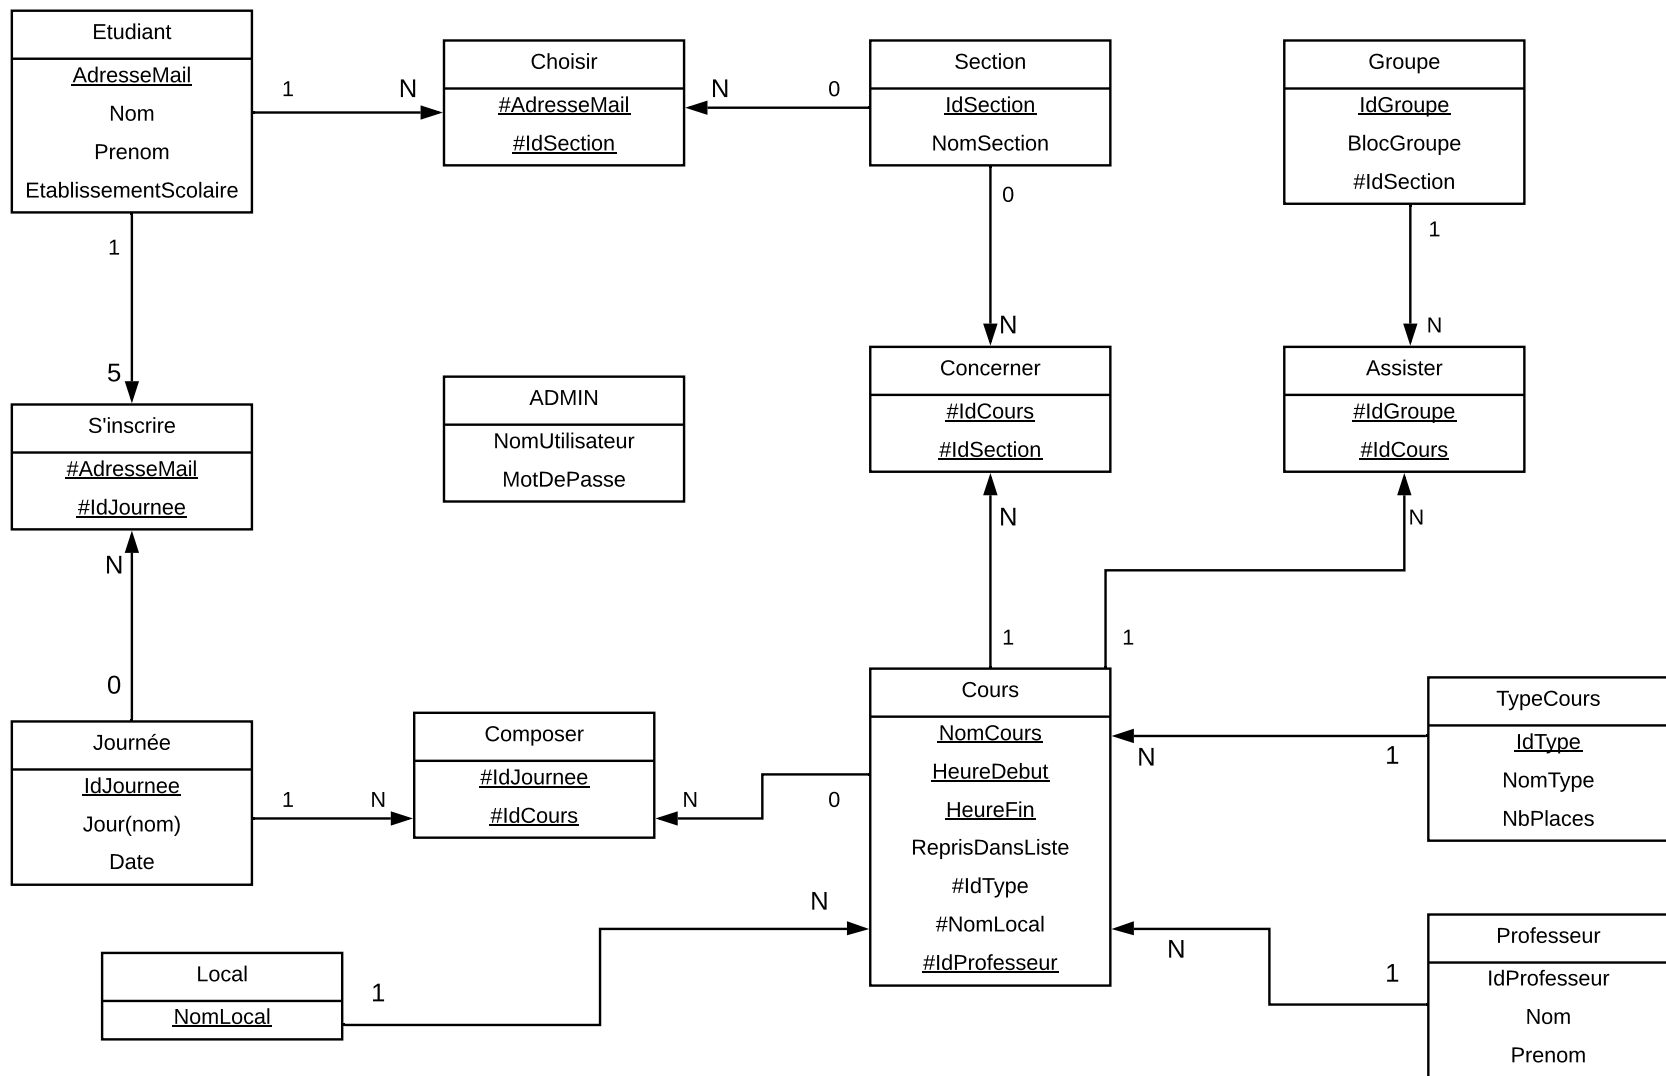 Etudiant
AdresseMail
Nom
Prenom
EtablissementScolaire
1
N
Choisir
#AdresseMail
#IdSection
N
0
Section
IdSection
NomSection
Groupe
IdGroupe
BlocGroupe
#IdSection
1
5
0
N
1
N
S'inscrire
#AdresseMail
#IdJournee
ADMIN
NomUtilisateur
MotDePasse
Concerner
#IdCours
#IdSection
Assister
#IdGroupe
#IdCours
N
0
N
1
N
1
Journée
IdJournee
Jour(nom)
Date
1
N
Composer
#IdJournee
#IdCours
N
0
Cours
NomCours
HeureDebut
HeureFin
ReprisDansListe
#IdType
#NomLocal
#IdProfesseur
N
1
TypeCours
IdType
NomType
NbPlaces
Local
NomLocal
1
N
N
1
Professeur
IdProfesseur
Nom
Prenom